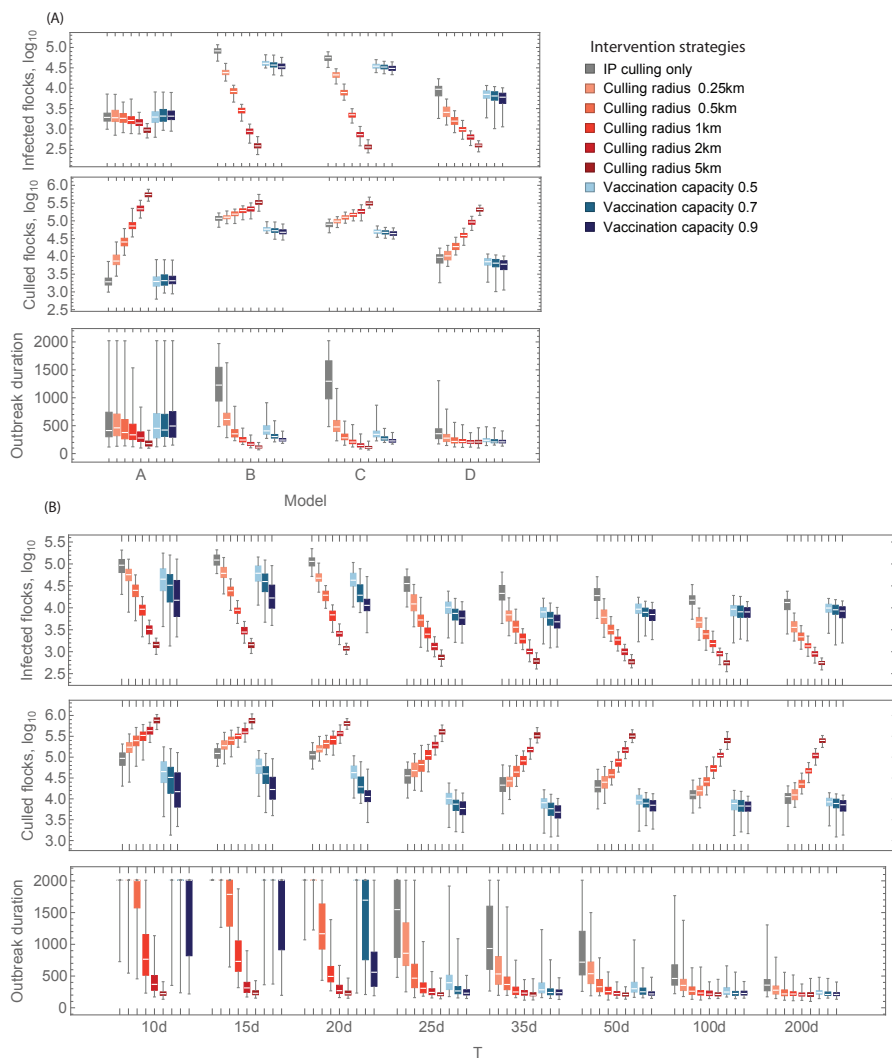 (A)
Infected flocks, log10
5.0
4.5
4.0
3.5
3.0
2.5
Culled flocks, log10
6.0
5.5
5.0
4.5
4.0
3.5
3.0
2.5
Outbreak duration
2000
1500
1000
500
0
A B C D
Model
Intervention strategies
IP culling only
Culling radius 0.25km
Culling radius 0.5km
Culling radius 1km
Culling radius 2km
Culling radius 5km
Vaccination capacity 0.5
Vaccination capacity 0.7
Vaccination capacity 0.9
(B)
Infected flocks, log10
5.5
5.0
4.5
4.0
3.5
3.0
2.5
Culled flocks, log10
6.0
5.5
5.0
4.5
4.0
3.5
3.0
Outbreak duration
2000
1500
1000
500
0
10d 15d 20d 25d 35d 50d 100d 200d
T